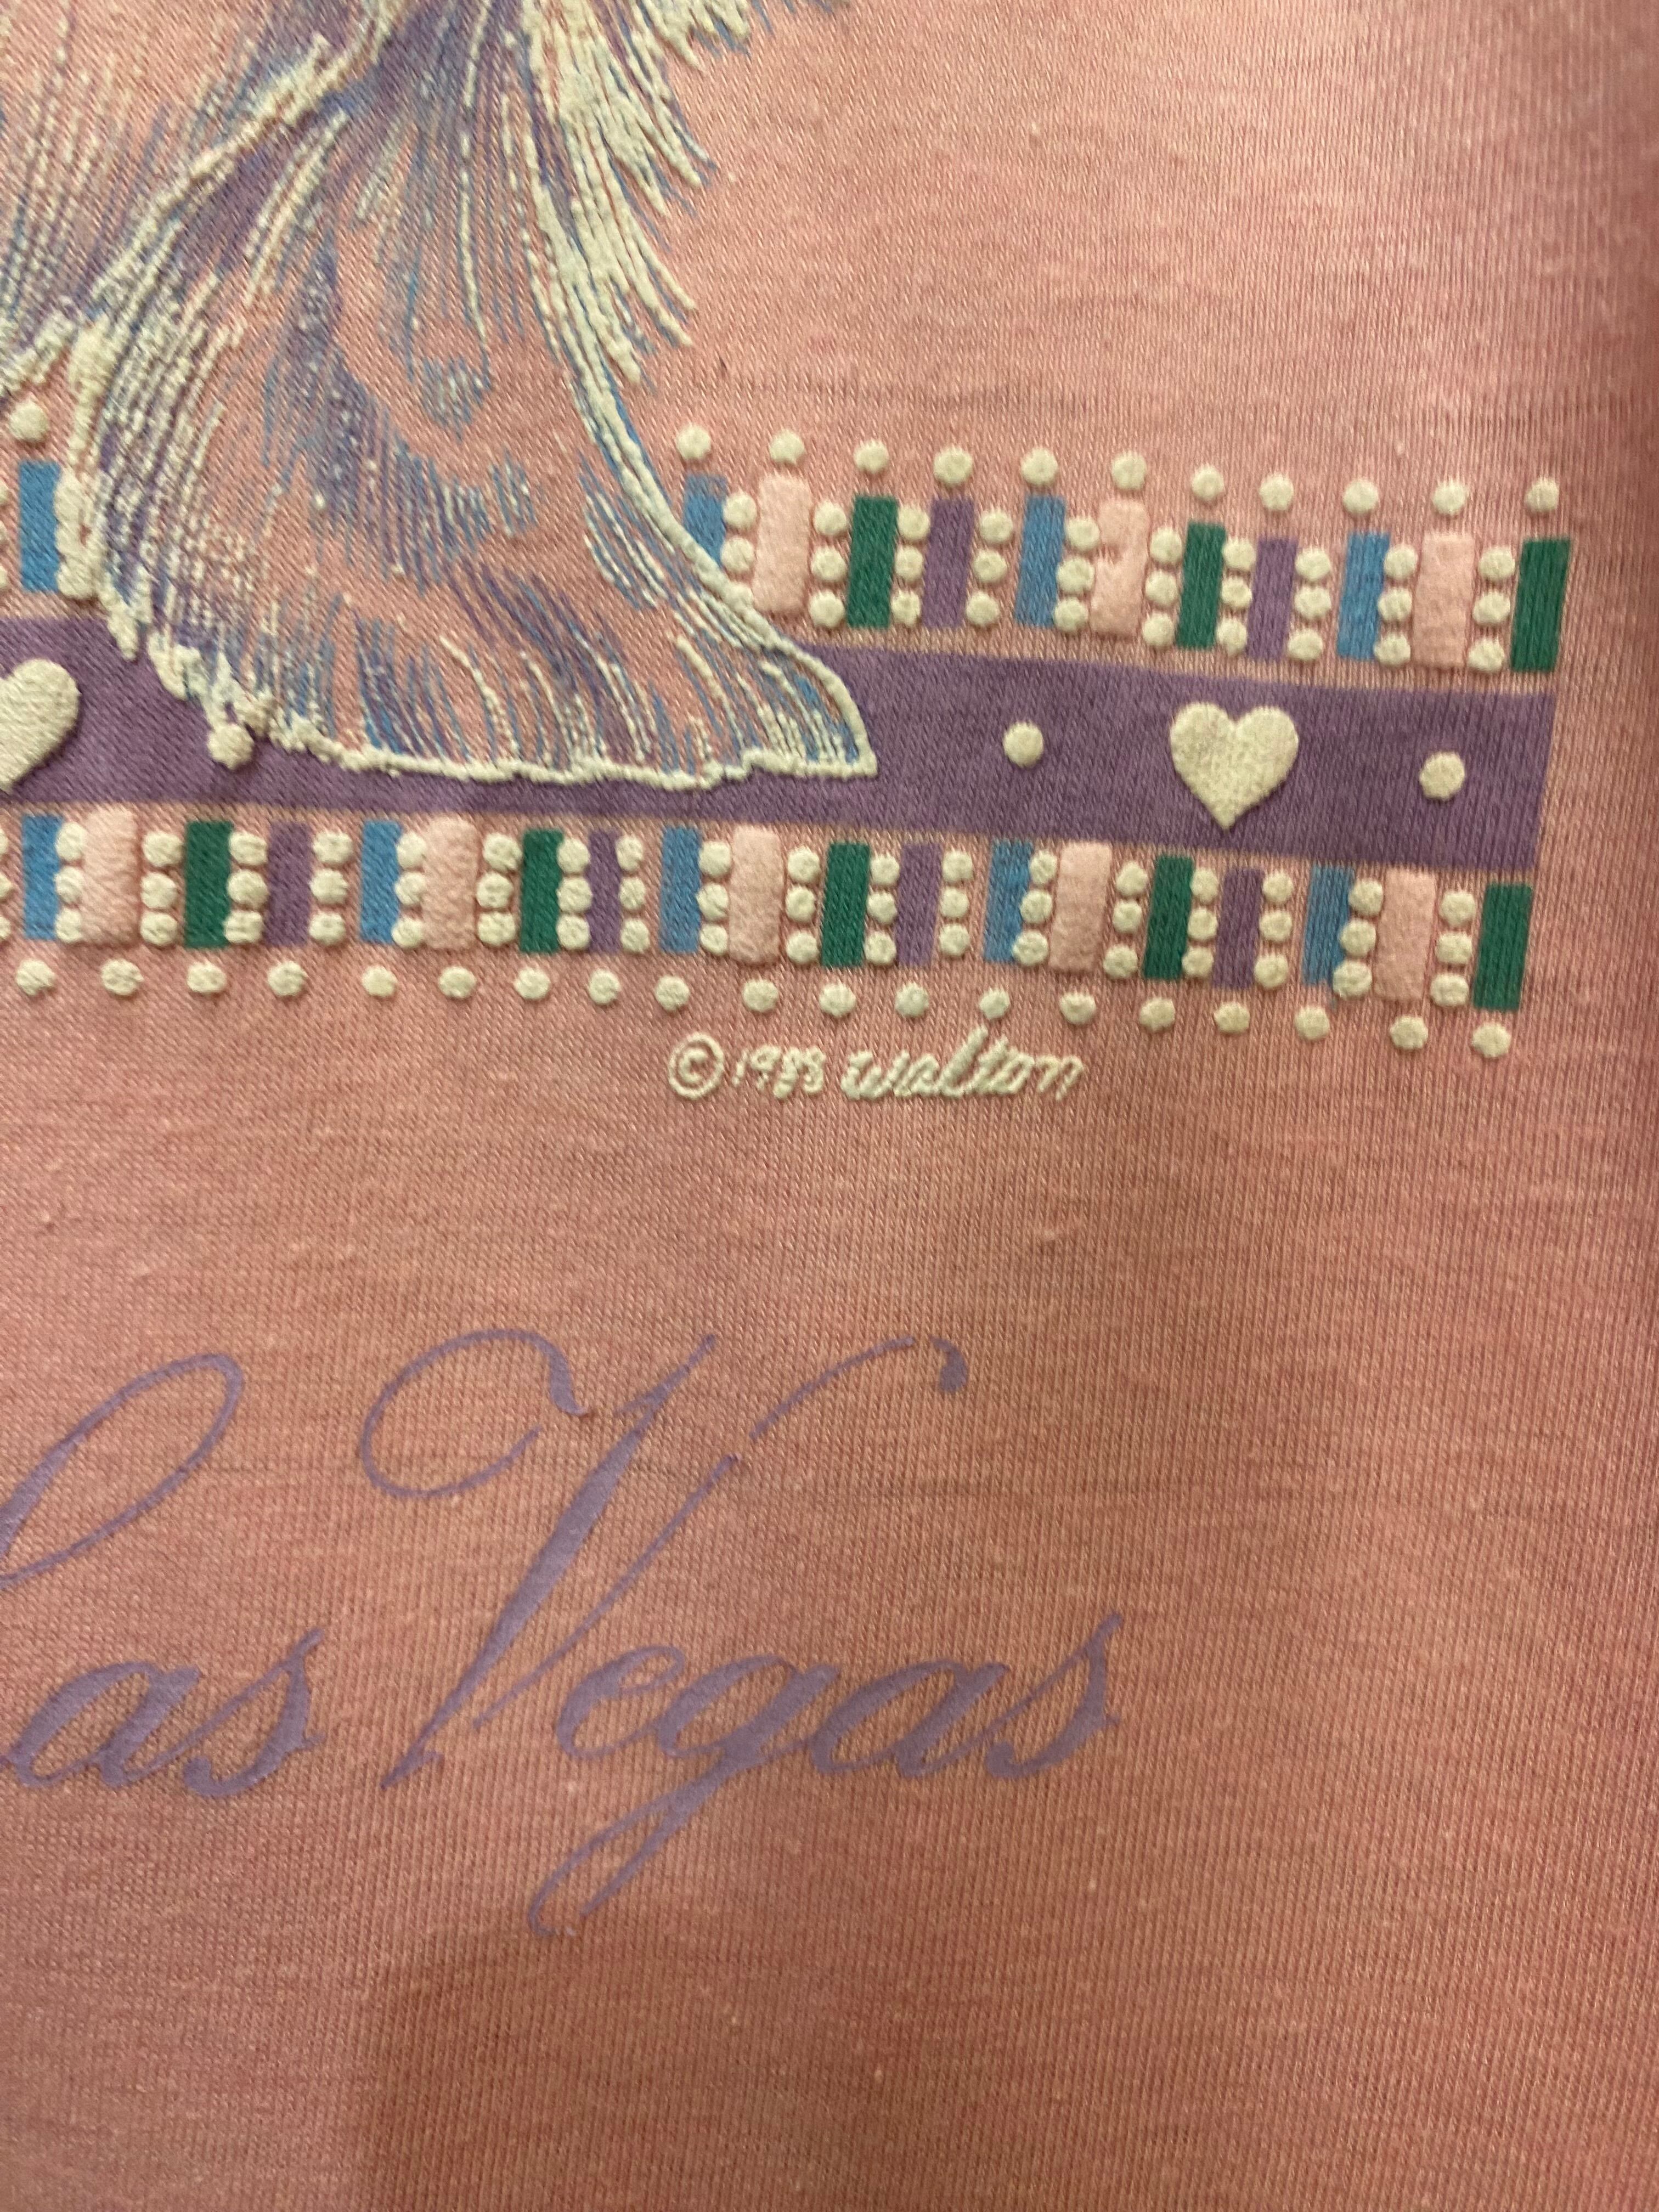 © 1988 walton
Las Vegas